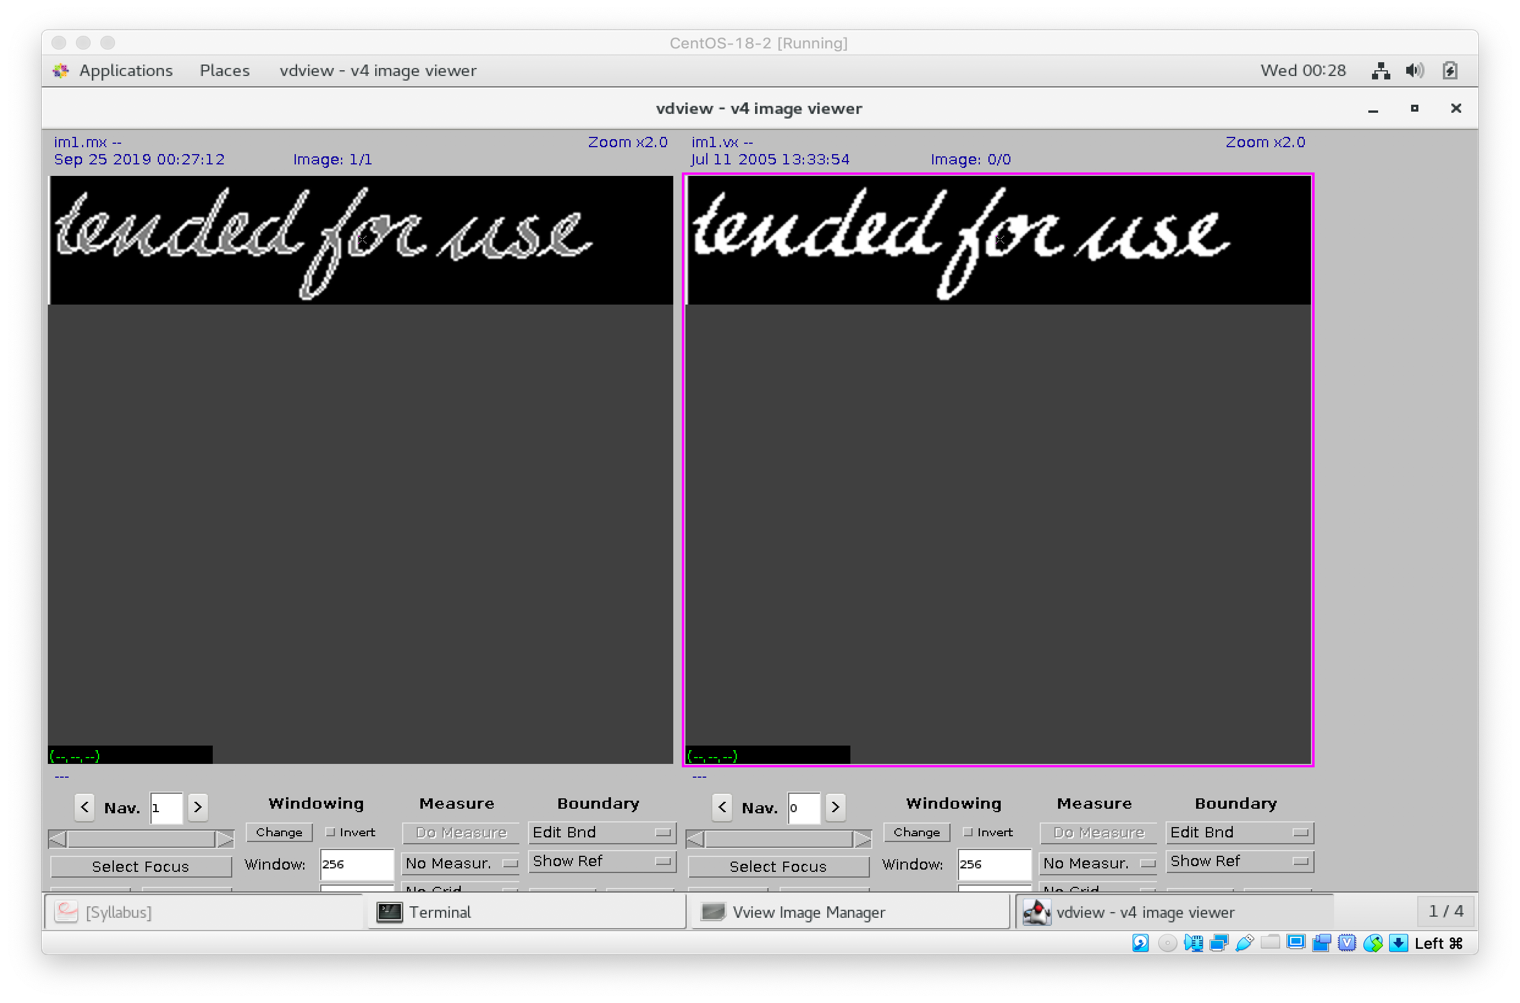 CentOS-18-2 [Running]
Applications Places vdview - v4 image viewer Wed 00:28
vdview - v4 image viewer
im1.mx -- Zoom x2.0
Sep 25 2019 00:27:12 Image: 1/1
tended for use
(--,--,--)
---
im1.vx -- Zoom x2.0
Jul 11 2005 13:33:54 Image: 0/0
tended for use
(--,--,--)
---
< Nav. 1 > Windowing Measure Boundary
Change Invert Do Measure Edit Bnd
Select Focus Window: 256 No Measur. Show Ref
No Grid
< Nav. 0 > Windowing Measure Boundary
Change Invert Do Measure Edit Bnd
Select Focus Window: 256 No Measur. Show Ref
No Grid
[Syllabus] Terminal Vview Image Manager vdview - v4 image viewer 1 / 4
Left ⌘